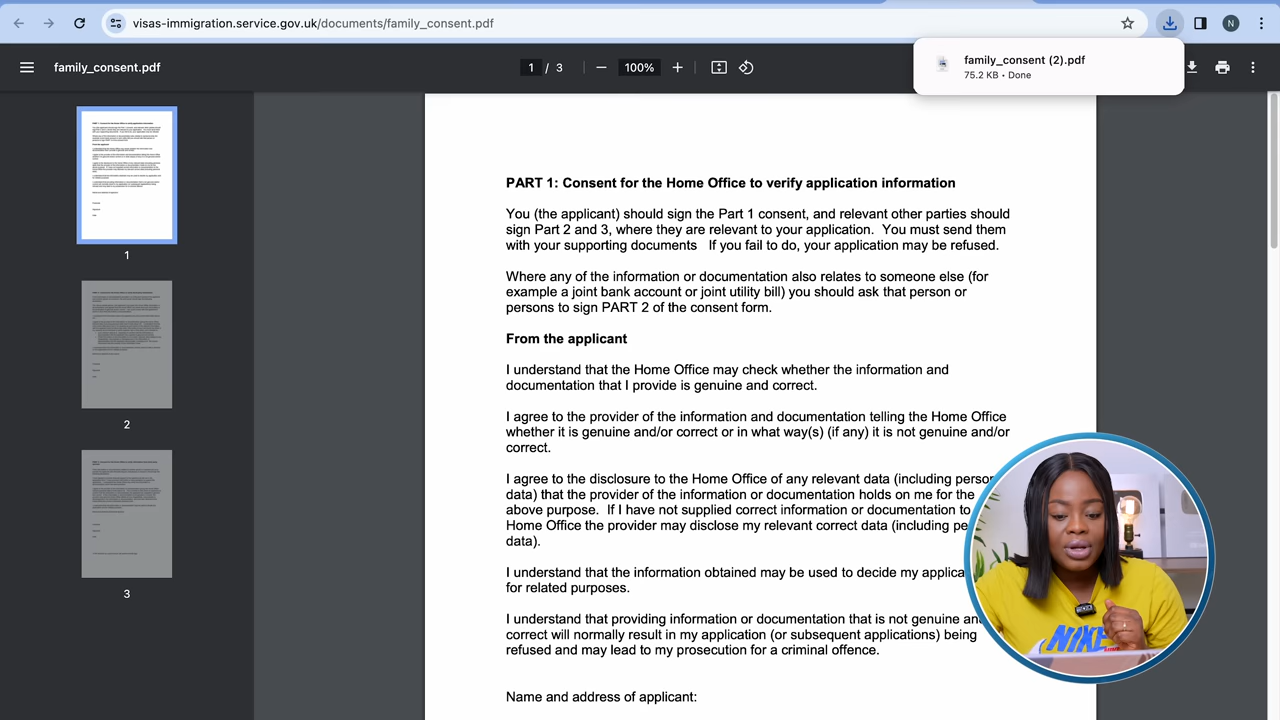 visas-immigration.service.gov.uk/documents/family_consent.pdf
N
family_consent.pdf
1 / 3
100%
family_consent (2).pdf
75.2 KB • Done
1
2
3
PART 1: Consent for the Home Office to verify application information
You (the applicant) should sign the Part 1 consent, and relevant other parties should
sign Part 2 and 3, where they are relevant to your application. You must send them
with your supporting documents If you fail to do, your application may be refused.
Where any of the information or documentation also relates to someone else (for
example a joint bank account or joint utility bill) you should ask that person or
persons to sign PART 2 of the consent form.
From the applicant
I understand that the Home Office may check whether the information and
documentation that I provide is genuine and correct.
I agree to the provider of the information and documentation telling the Home Office
whether it is genuine and/or correct or in what way(s) (if any) it is not genuine and/or
correct.
I agree to the disclosure to the Home Office of any relevant data (including person
data) that the provider of the information or documentation holds on me for the
above purpose. If I have not supplied correct information or documentation to
Home Office the provider may disclose my relevant correct data (including pe
data).
I understand that the information obtained may be used to decide my applica
for related purposes.
I understand that providing information or documentation that is not genuine an
correct will normally result in my application (or subsequent applications) being
refused and may lead to my prosecution for a criminal offence.
Name and address of applicant:
NIKE